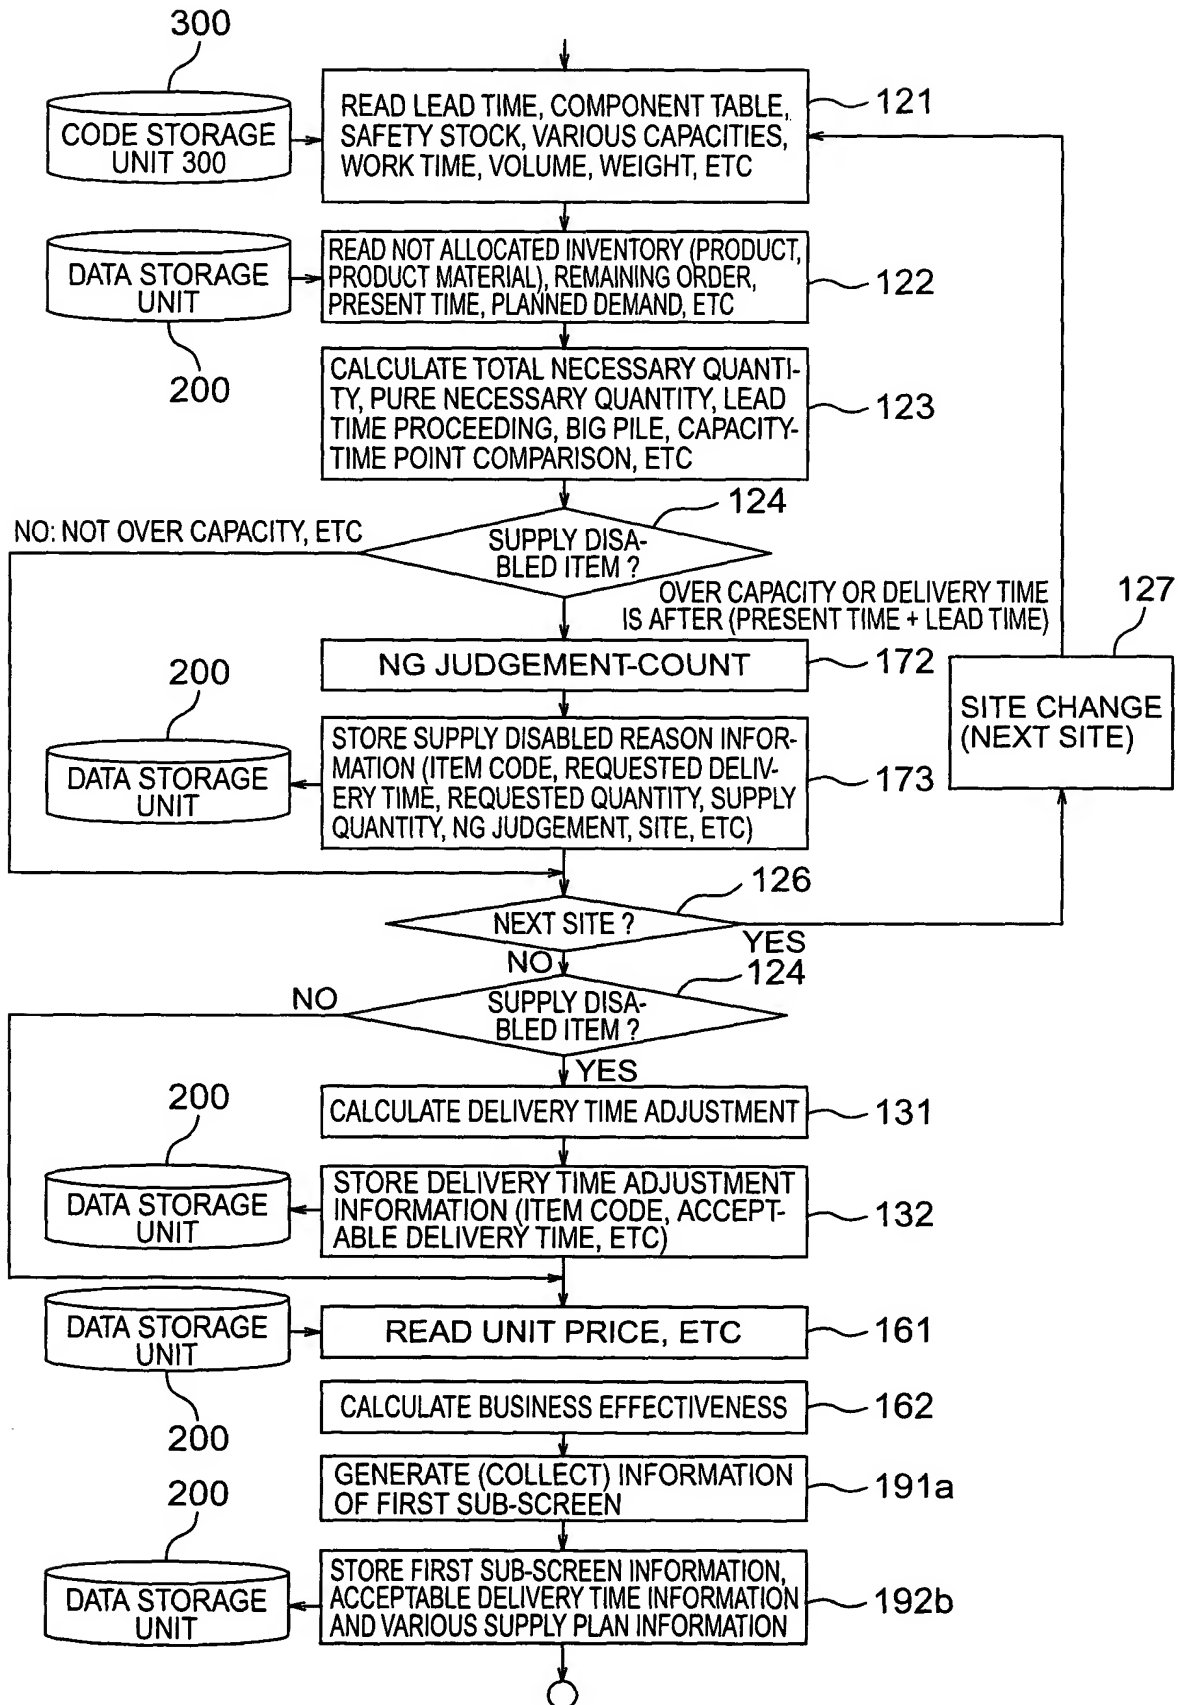 300
CODE STORAGE
UNIT 300
READ LEAD TIME, COMPONENT TABLE,
SAFETY STOCK, VARIOUS CAPACITIES,
WORK TIME, VOLUME, WEIGHT, ETC
121
DATA STORAGE
UNIT
200
READ NOT ALLOCATED INVENTORY (PRODUCT,
PRODUCT MATERIAL), REMAINING ORDER,
PRESENT TIME, PLANNED DEMAND, ETC
122
CALCULATE TOTAL NECESSARY QUANTI-
TY, PURE NECESSARY QUANTITY, LEAD
TIME PROCEEDING, BIG PILE, CAPACITY-
TIME POINT COMPARISON, ETC
123
124
NO: NOT OVER CAPACITY, ETC
SUPPLY DISA-
BLED ITEM ?
OVER CAPACITY OR DELIVERY TIME
IS AFTER (PRESENT TIME + LEAD TIME)
127
SITE CHANGE
(NEXT SITE)
NG JUDGEMENT-COUNT
172
200
DATA STORAGE
UNIT
STORE SUPPLY DISABLED REASON INFOR-
MATION (ITEM CODE, REQUESTED DELIV-
ERY TIME, REQUESTED QUANTITY, SUPPLY
QUANTITY, NG JUDGEMENT, SITE, ETC)
173
126
NEXT SITE ?
YES
NO
124
NO
SUPPLY DISA-
BLED ITEM ?
YES
CALCULATE DELIVERY TIME ADJUSTMENT
131
200
DATA STORAGE
UNIT
STORE DELIVERY TIME ADJUSTMENT
INFORMATION (ITEM CODE, ACCEPT-
ABLE DELIVERY TIME, ETC)
132
DATA STORAGE
UNIT
200
READ UNIT PRICE, ETC
161
CALCULATE BUSINESS EFFECTIVENESS
162
GENERATE (COLLECT) INFORMATION
OF FIRST SUB-SCREEN
191a
200
DATA STORAGE
UNIT
STORE FIRST SUB-SCREEN INFORMATION,
ACCEPTABLE DELIVERY TIME INFORMATION
AND VARIOUS SUPPLY PLAN INFORMATION
192b